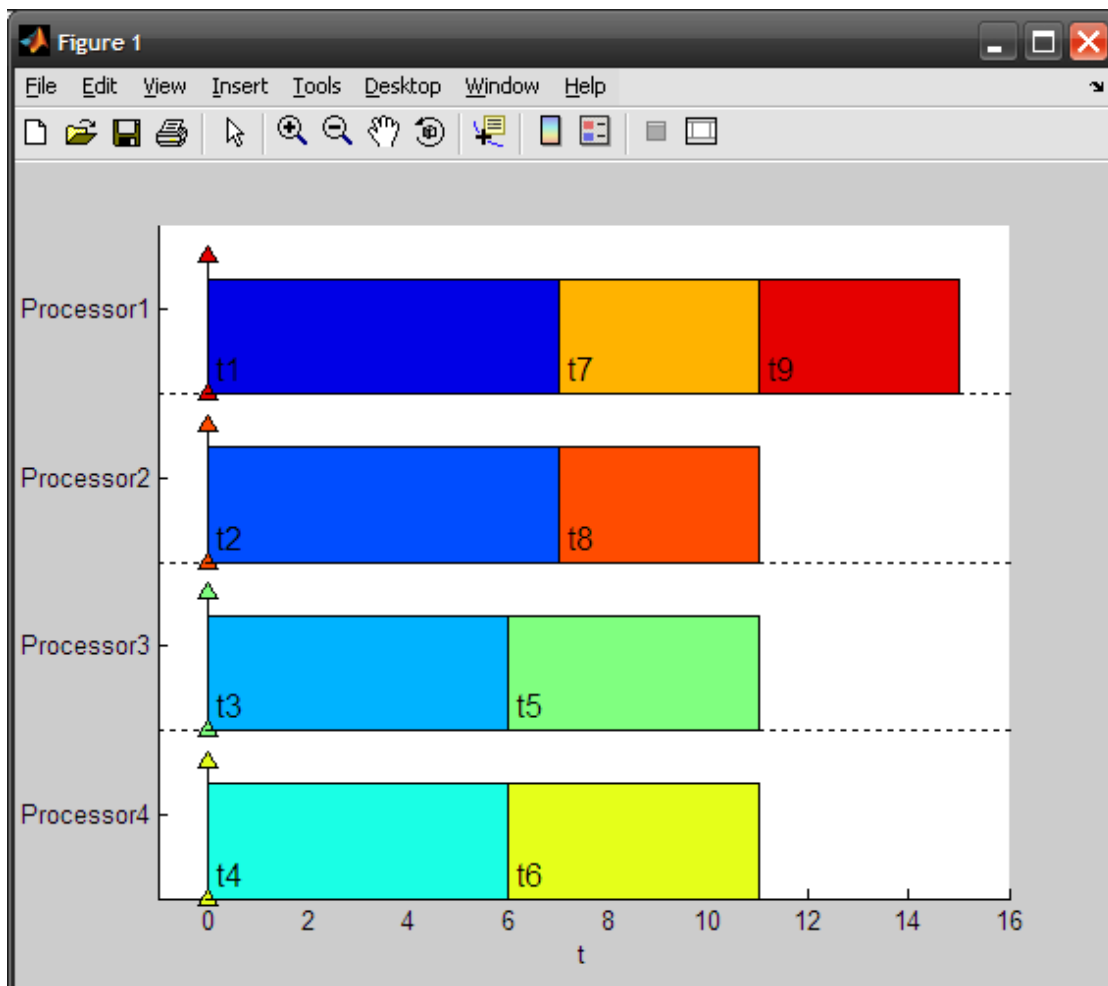 Figure 1
File Edit View Insert Tools Desktop Window Help
Processor1
t1 t7 t9
Processor2
t2 t8
Processor3
t3 t5
Processor4
t4 t6
0 2 4 6 8 10 12 14 16
t